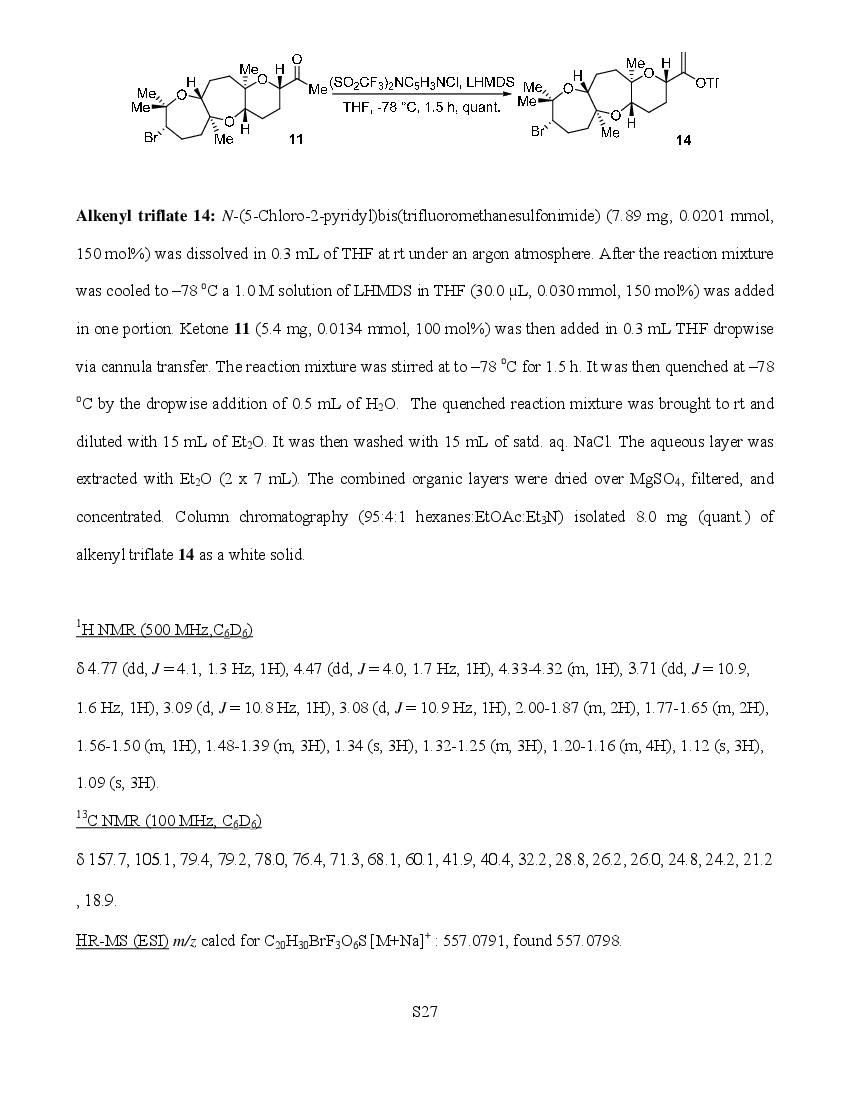 Me
Me
Br
O
H
O
Me
Me
O
H
H
O
Me
11
(SO2CF3)2NC5H3NCl, LHMDS
THF, -78 °C, 1.5 h, quant.
Me
Me
Br
O
H
O
Me
Me
O
H
H
OTf
14
Alkenyl triflate 14: N-(5-Chloro-2-pyridyl)bis(trifluoromethanesulfonimide) (7.89 mg, 0.0201 mmol,
150 mol%) was dissolved in 0.3 mL of THF at rt under an argon atmosphere. After the reaction mixture
was cooled to –78 ⁰C a 1.0 M solution of LHMDS in THF (30.0 μL, 0.030 mmol, 150 mol%) was added
in one portion. Ketone 11 (5.4 mg, 0.0134 mmol, 100 mol%) was then added in 0.3 mL THF dropwise
via cannula transfer. The reaction mixture was stirred at to –78 ⁰C for 1.5 h. It was then quenched at –78
⁰C by the dropwise addition of 0.5 mL of H2O. The quenched reaction mixture was brought to rt and
diluted with 15 mL of Et2O. It was then washed with 15 mL of satd. aq. NaCl. The aqueous layer was
extracted with Et2O (2 x 7 mL). The combined organic layers were dried over MgSO4, filtered, and
concentrated. Column chromatography (95:4:1 hexanes:EtOAc:Et3N) isolated 8.0 mg (quant.) of
alkenyl triflate 14 as a white solid.
1H NMR (500 MHz,C6D6)
δ 4.77 (dd, J = 4.1, 1.3 Hz, 1H), 4.47 (dd, J = 4.0, 1.7 Hz, 1H), 4.33-4.32 (m, 1H), 3.71 (dd, J = 10.9,
1.6 Hz, 1H), 3.09 (d, J = 10.8 Hz, 1H), 3.08 (d, J = 10.9 Hz, 1H), 2.00-1.87 (m, 2H), 1.77-1.65 (m, 2H),
1.56-1.50 (m, 1H), 1.48-1.39 (m, 3H), 1.34 (s, 3H), 1.32-1.25 (m, 3H), 1.20-1.16 (m, 4H), 1.12 (s, 3H),
1.09 (s, 3H).
13C NMR (100 MHz, C6D6)
δ 157.7, 105.1, 79.4, 79.2, 78.0, 76.4, 71.3, 68.1, 60.1, 41.9, 40.4, 32.2, 28.8, 26.2, 26.0, 24.8, 24.2, 21.2
, 18.9.
HR-MS (ESI) m/z calcd for C20H30BrF3O6S [M+Na]+ : 557.0791, found 557.0798.
S27